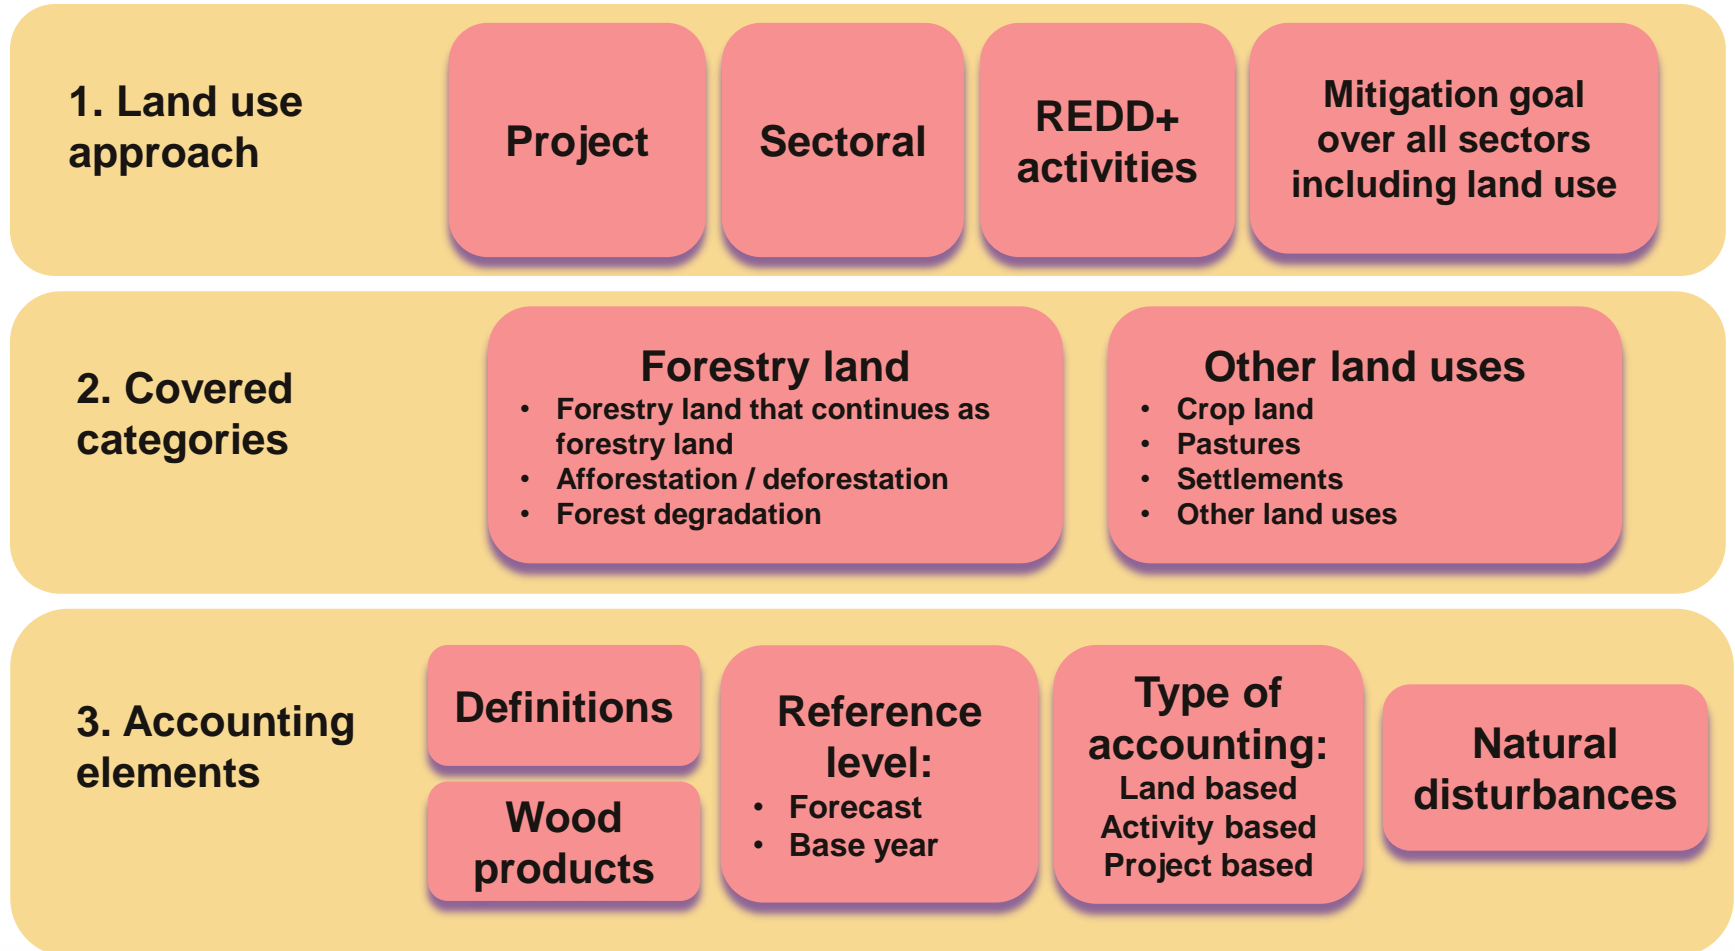 1. Land use
approach
Project
Sectoral
REDD+
activities
Mitigation goal
over all sectors
including land use
2. Covered
categories
Forestry land
• Forestry land that continues as
forestry land
• Afforestation / deforestation
• Forest degradation
Other land uses
• Crop land
• Pastures
• Settlements
• Other land uses
3. Accounting
elements
Definitions
Wood
products
Reference
level:
• Forecast
• Base year
Type of
accounting:
Land based
Activity based
Project based
Natural
disturbances